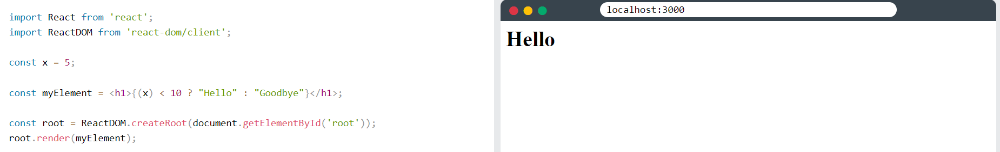 import React from 'react';
import ReactDOM from 'react-dom/client';
const x = 5;
const myElement = <h1>{(x) < 10 ? "Hello" : "Goodbye"}</h1>;
const root = ReactDOM.createRoot(document.getElementById('root'));
root.render(myElement);
localhost:3000
Hello